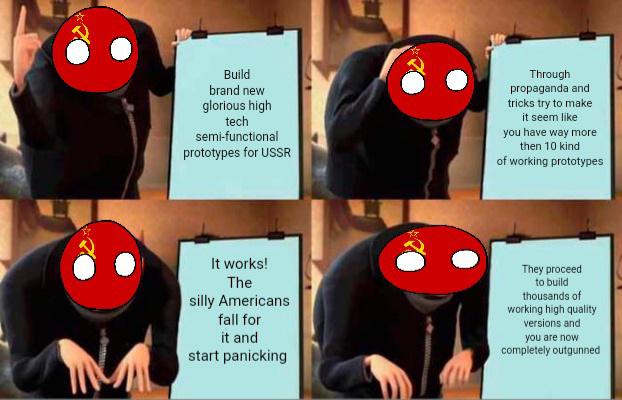 Build
brand new
glorious high
tech
semi-functional
prototypes for USSR
Through
propaganda and
tricks try to make
it seem like
you have way more
then 10 kind
of working prototypes
It works!
The
silly Americans
fall for
it and
start panicking
They proceed
to build
thousands of
working high quality
versions and
you are now
completely outgunned